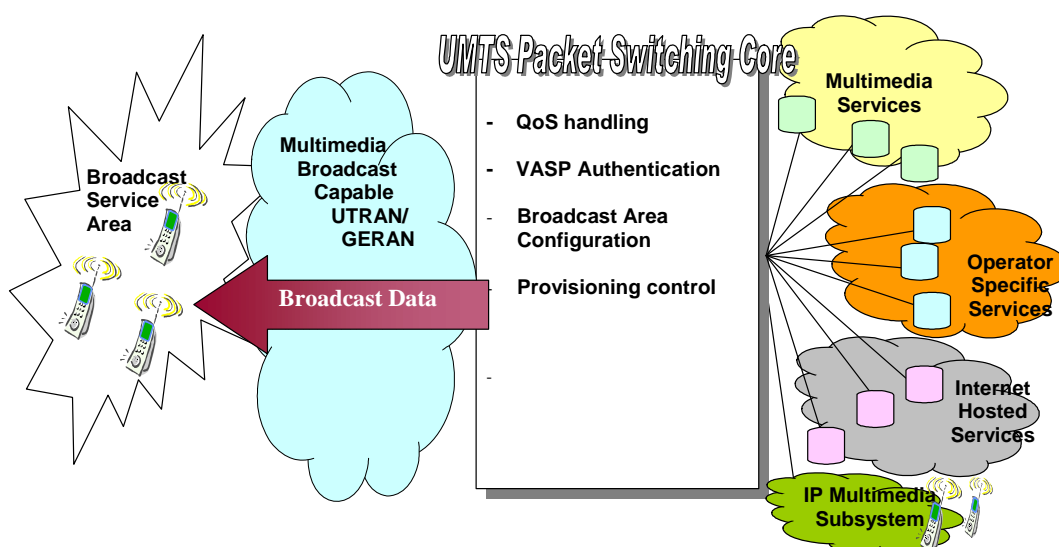 UMTS Packet Switching Core
Broadcast
Service
Area
Multimedia
Broadcast
Capable
UTRAN/
GERAN
Broadcast Data
- QoS handling
- VASP Authentication
- Broadcast Area
Configuration
- Provisioning control
-
Multimedia
Services
Operator
Specific
Services
Internet
Hosted
Services
IP Multimedia
Subsystem